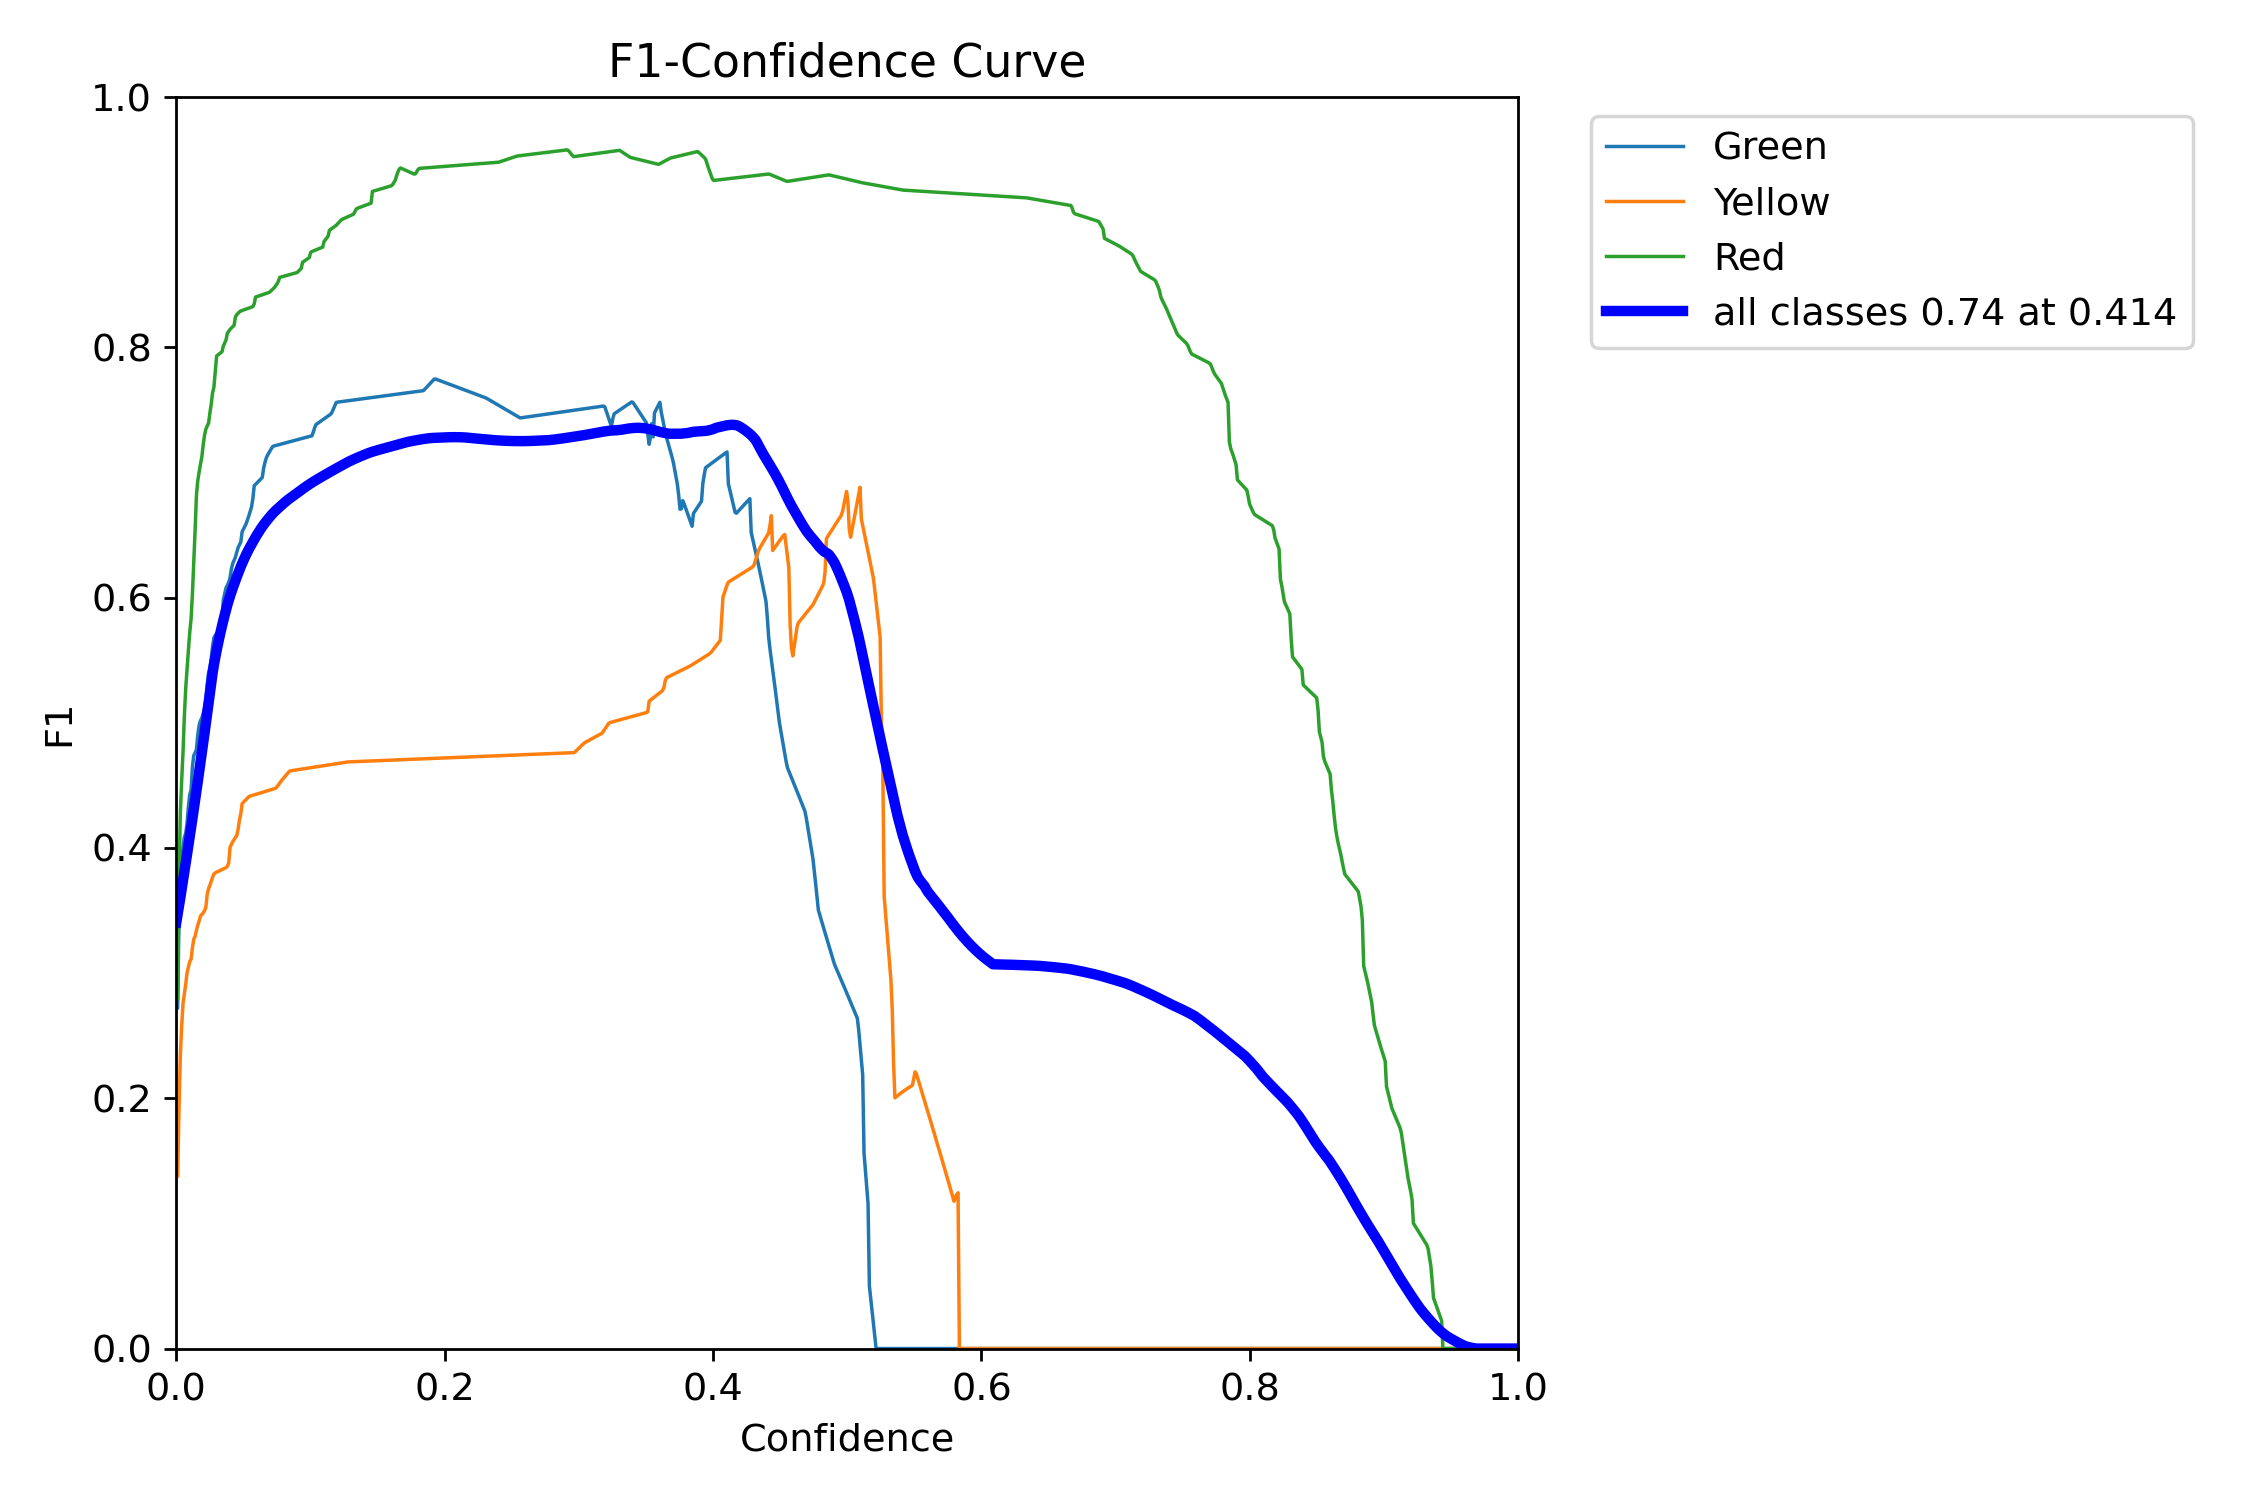 F1-Confidence Curve
1.0
0.8
0.6
0.4
0.2
0.0
F1
0.0 0.2 0.4 0.6 0.8 1.0
Confidence
Green
Yellow
Red
all classes 0.74 at 0.414